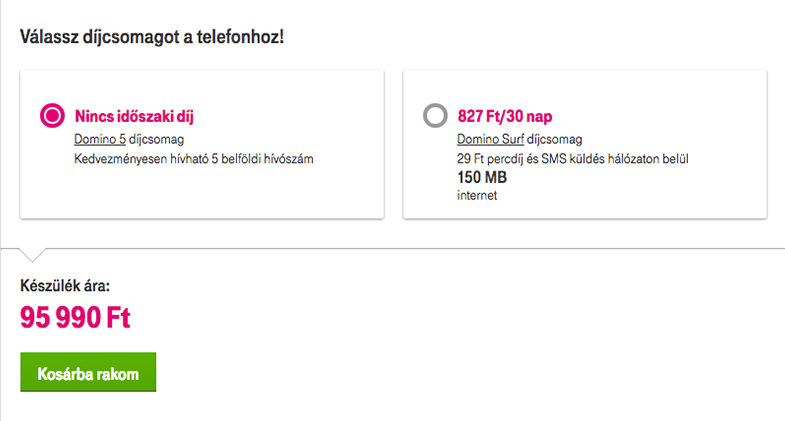 Válassz díjcsomagot a telefonhoz!
Nincs időszaki díj
Domino 5 díjcsomag
Kedvezményesen hívható 5 belföldi hívószám
827 Ft/30 nap
Domino Surf díjcsomag
29 Ft percdíj és SMS küldés hálózaton belül
150 MB
internet
Készülék ára:
95 990 Ft
Kosárba rakom